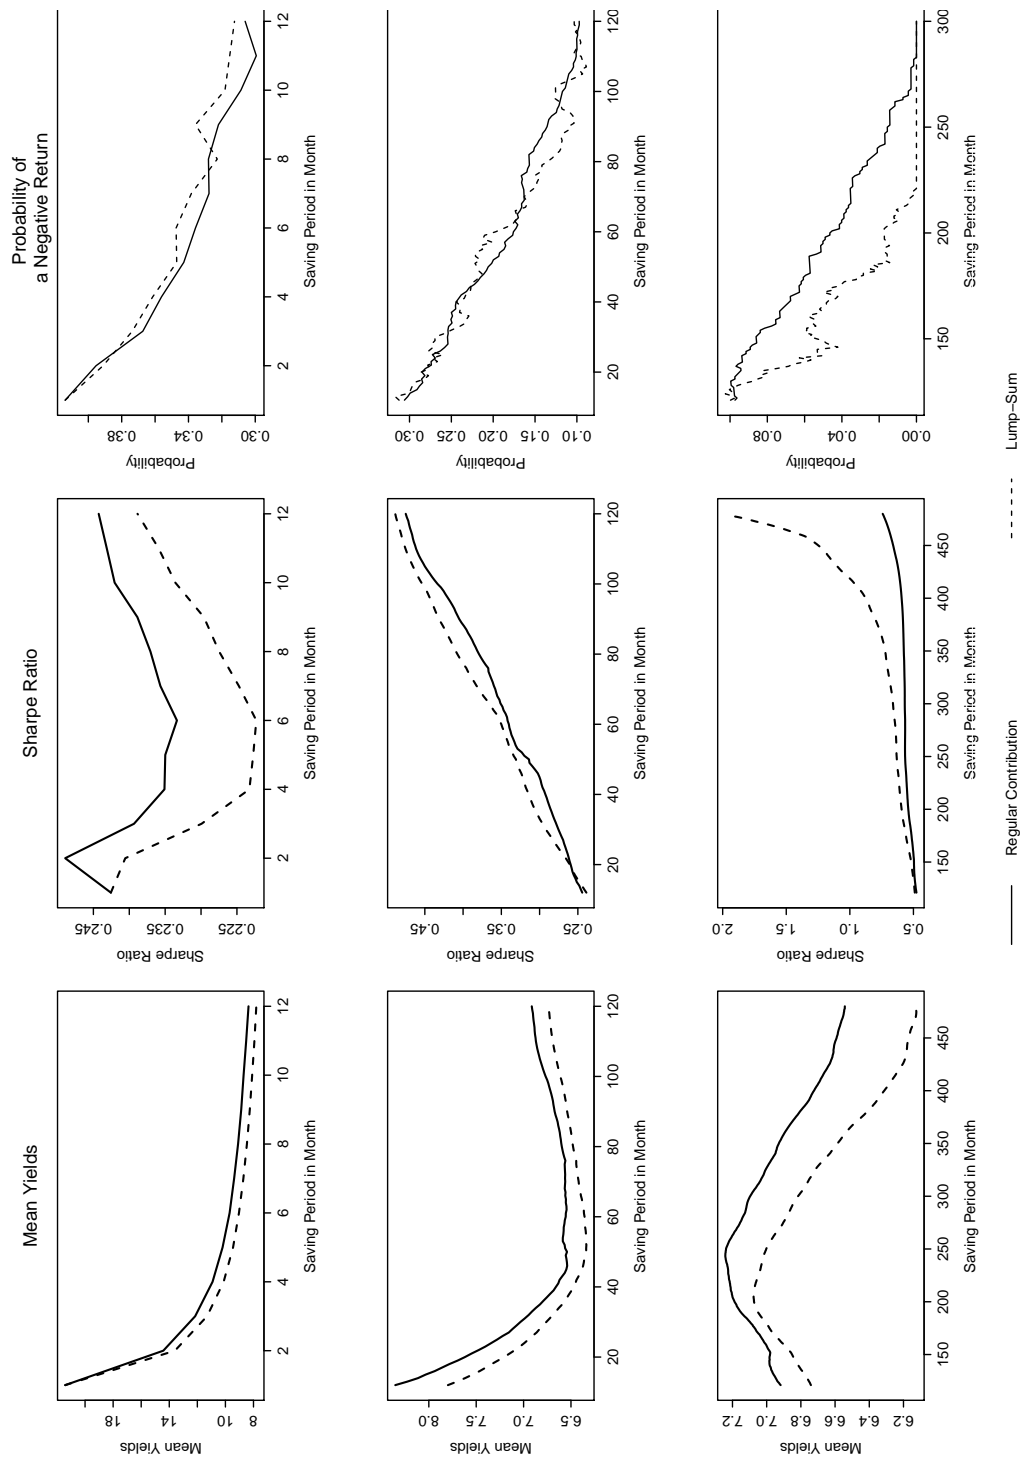 Mean Yields
Mean Yields
8 10 14 18
2 4 6 8 10 12
Saving Period in Month
Sharpe Ratio
Sharpe Ratio
0.225 0.235 0.245
2 4 6 8 10 12
Saving Period in Month
Probability of
a Negative Return
Probability
0.30 0.34 0.38
2 4 6 8 10 12
Saving Period in Month
Mean Yields
6.5 7.0 7.5 8.0
20 40 60 80 100 120
Saving Period in Month
Sharpe Ratio
0.25 0.35 0.45
20 40 60 80 100 120
Saving Period in Month
Probability
0.10 0.15 0.20 0.25 0.30
20 40 60 80 100 120
Saving Period in Month
Mean Yields
6.2 6.4 6.6 6.8 7.0 7.2
150 200 250 300 350 400 450
Saving Period in Month
Sharpe Ratio
0.5 1.0 1.5 2.0
150 200 250 300 350 400 450
Saving Period in Month
Probability
0.00 0.04 0.08
150 200 250 300
Saving Period in Month
Regular Contribution
Lump−Sum